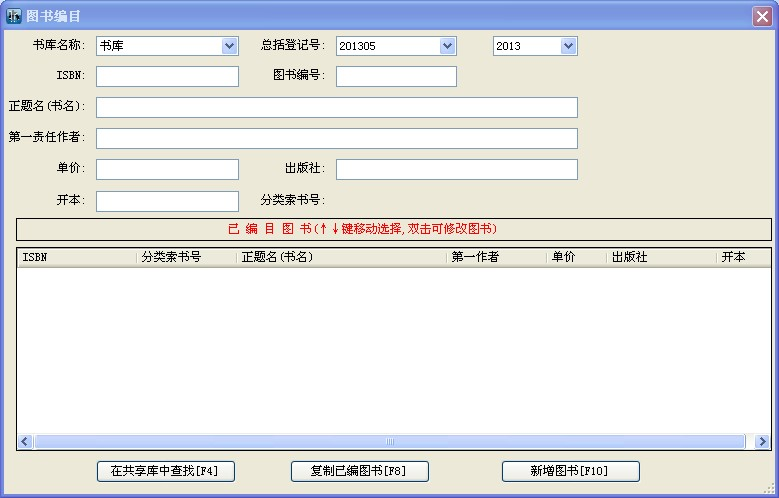 图书编目
书库名称: 书库 总括登记号: 201305 2013
ISBN: 图书编号:
正题名(书名):
第一责任作者:
单价: 出版社:
开本: 分类索书号:
已 编 目 图 书(↑↓键移动选择,双击可修改图书)
ISBN 分类索书号 正题名(书名) 第一作者 单价 出版社 开本
在共享库中查找[F4] 复制已编图书[F8] 新增图书[F10]